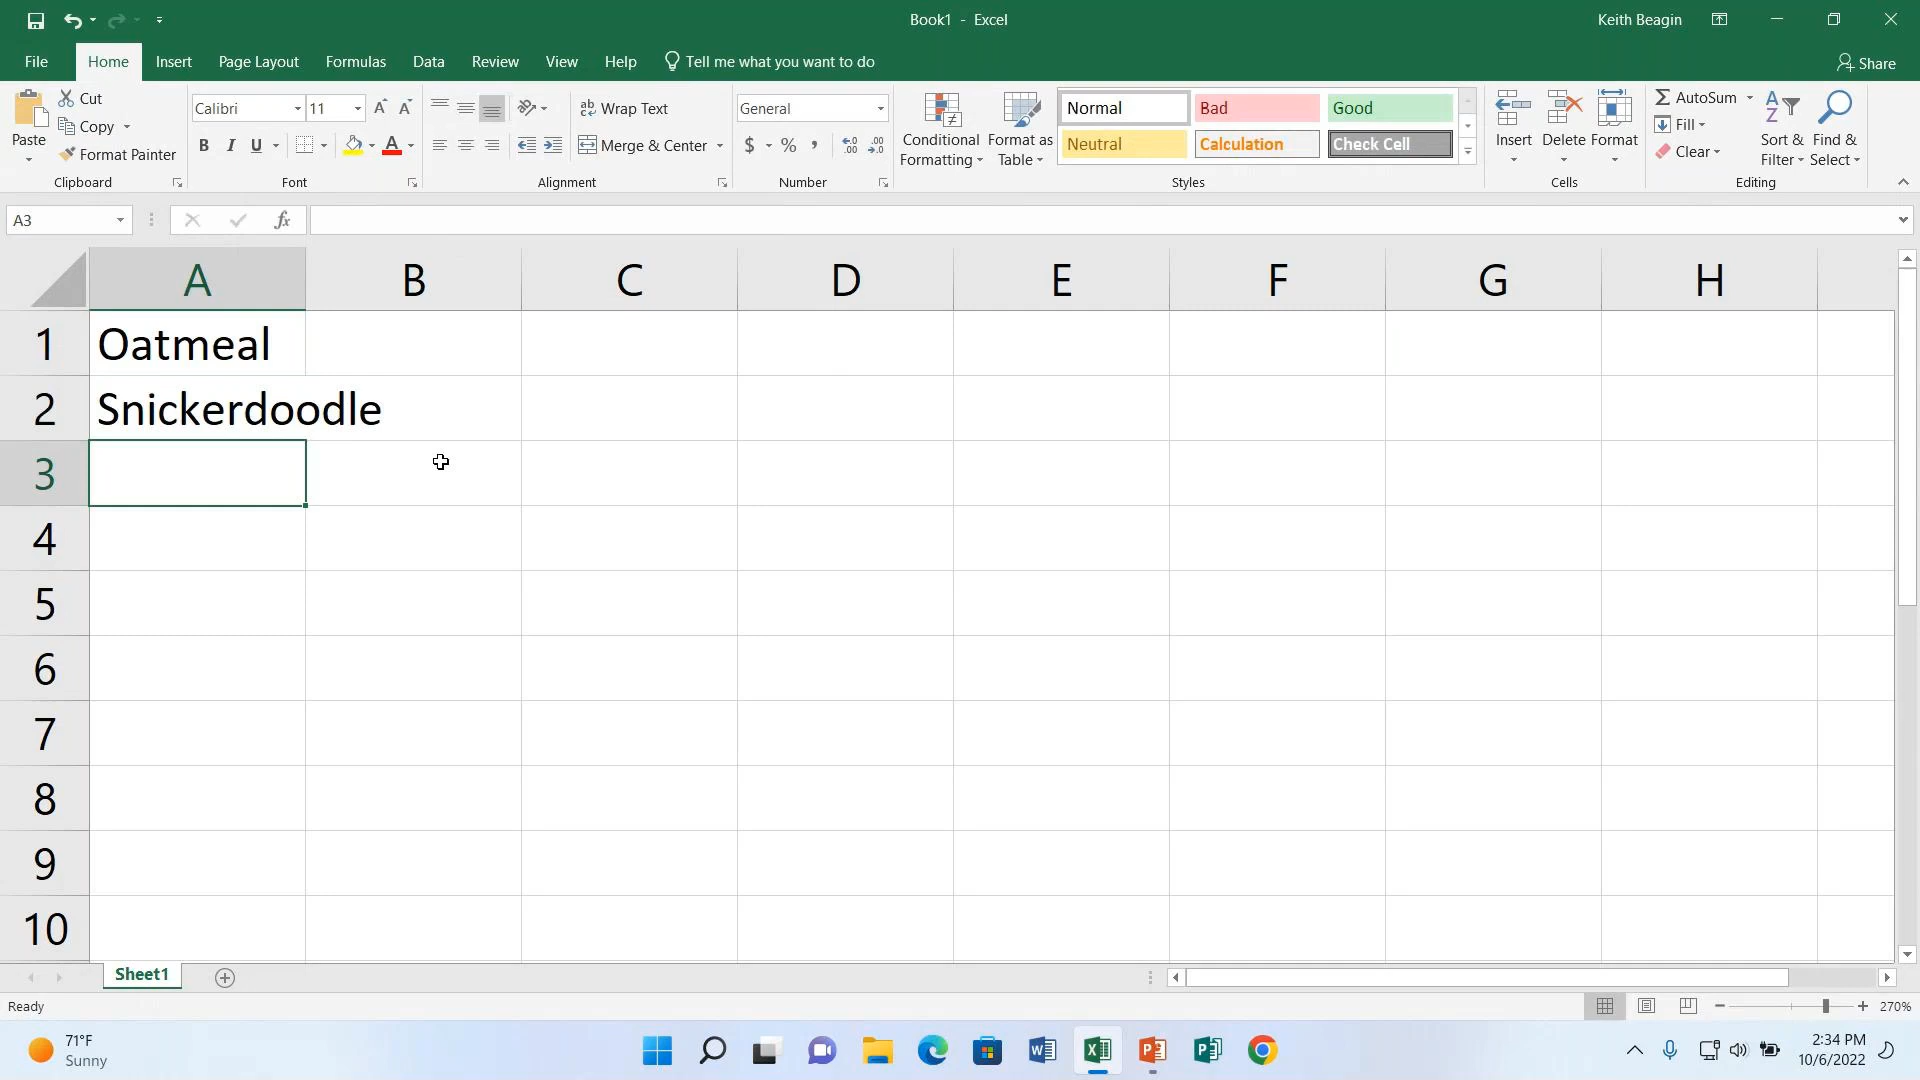 Book1 - Excel
Keith Beagin
File Home Insert Page Layout Formulas Data Review View Help Tell me what you want to do
Share
Paste
Cut
Copy
Format Painter
Clipboard
Calibri 11
B I U A
Font
Wrap Text
Merge & Center
Alignment
General
$ % ,
Number
Conditional Formatting
Format as Table
Normal Bad Good
Neutral Calculation Check Cell
Styles
Insert Delete Format
Cells
AutoSum
Fill
Clear
Sort & Filter
Find & Select
Editing
A3 fx
A B C D E F G H
1 Oatmeal
2 Snickerdoodle
3
4
5
6
7
8
9
10
Sheet1
Ready
270%
71°F
Sunny
2:34 PM
10/6/2022